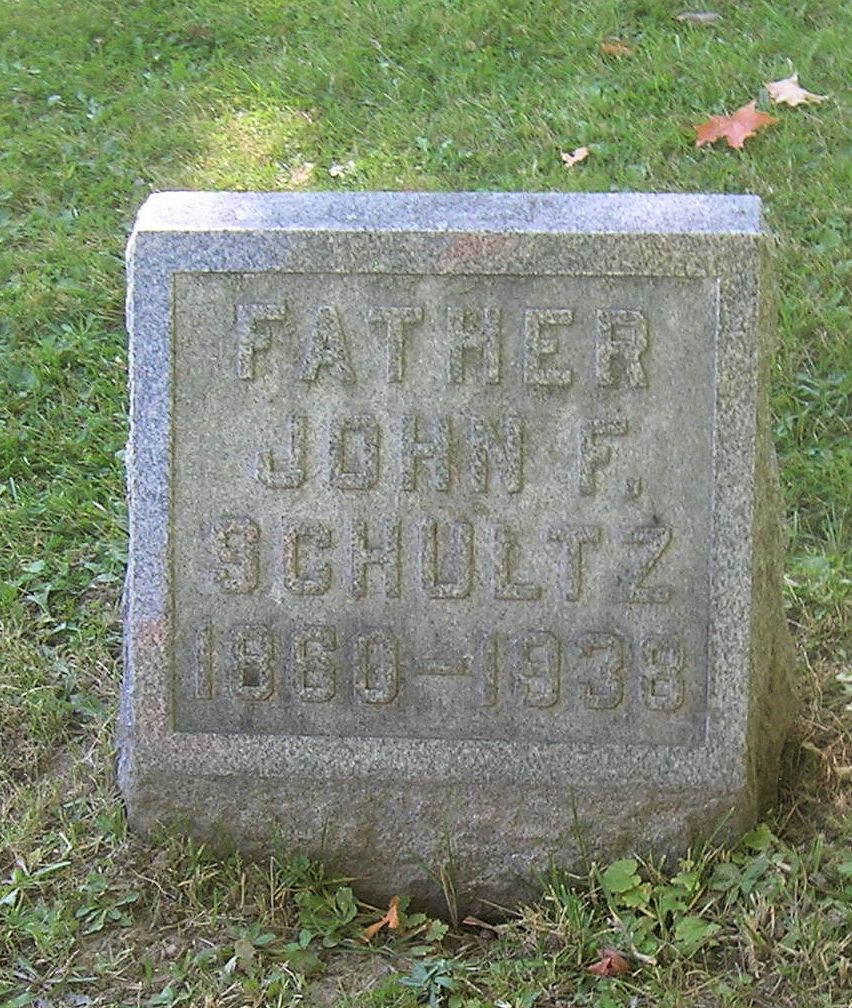 FATHER
JOHN F.
SCHULTZ
1860-1938